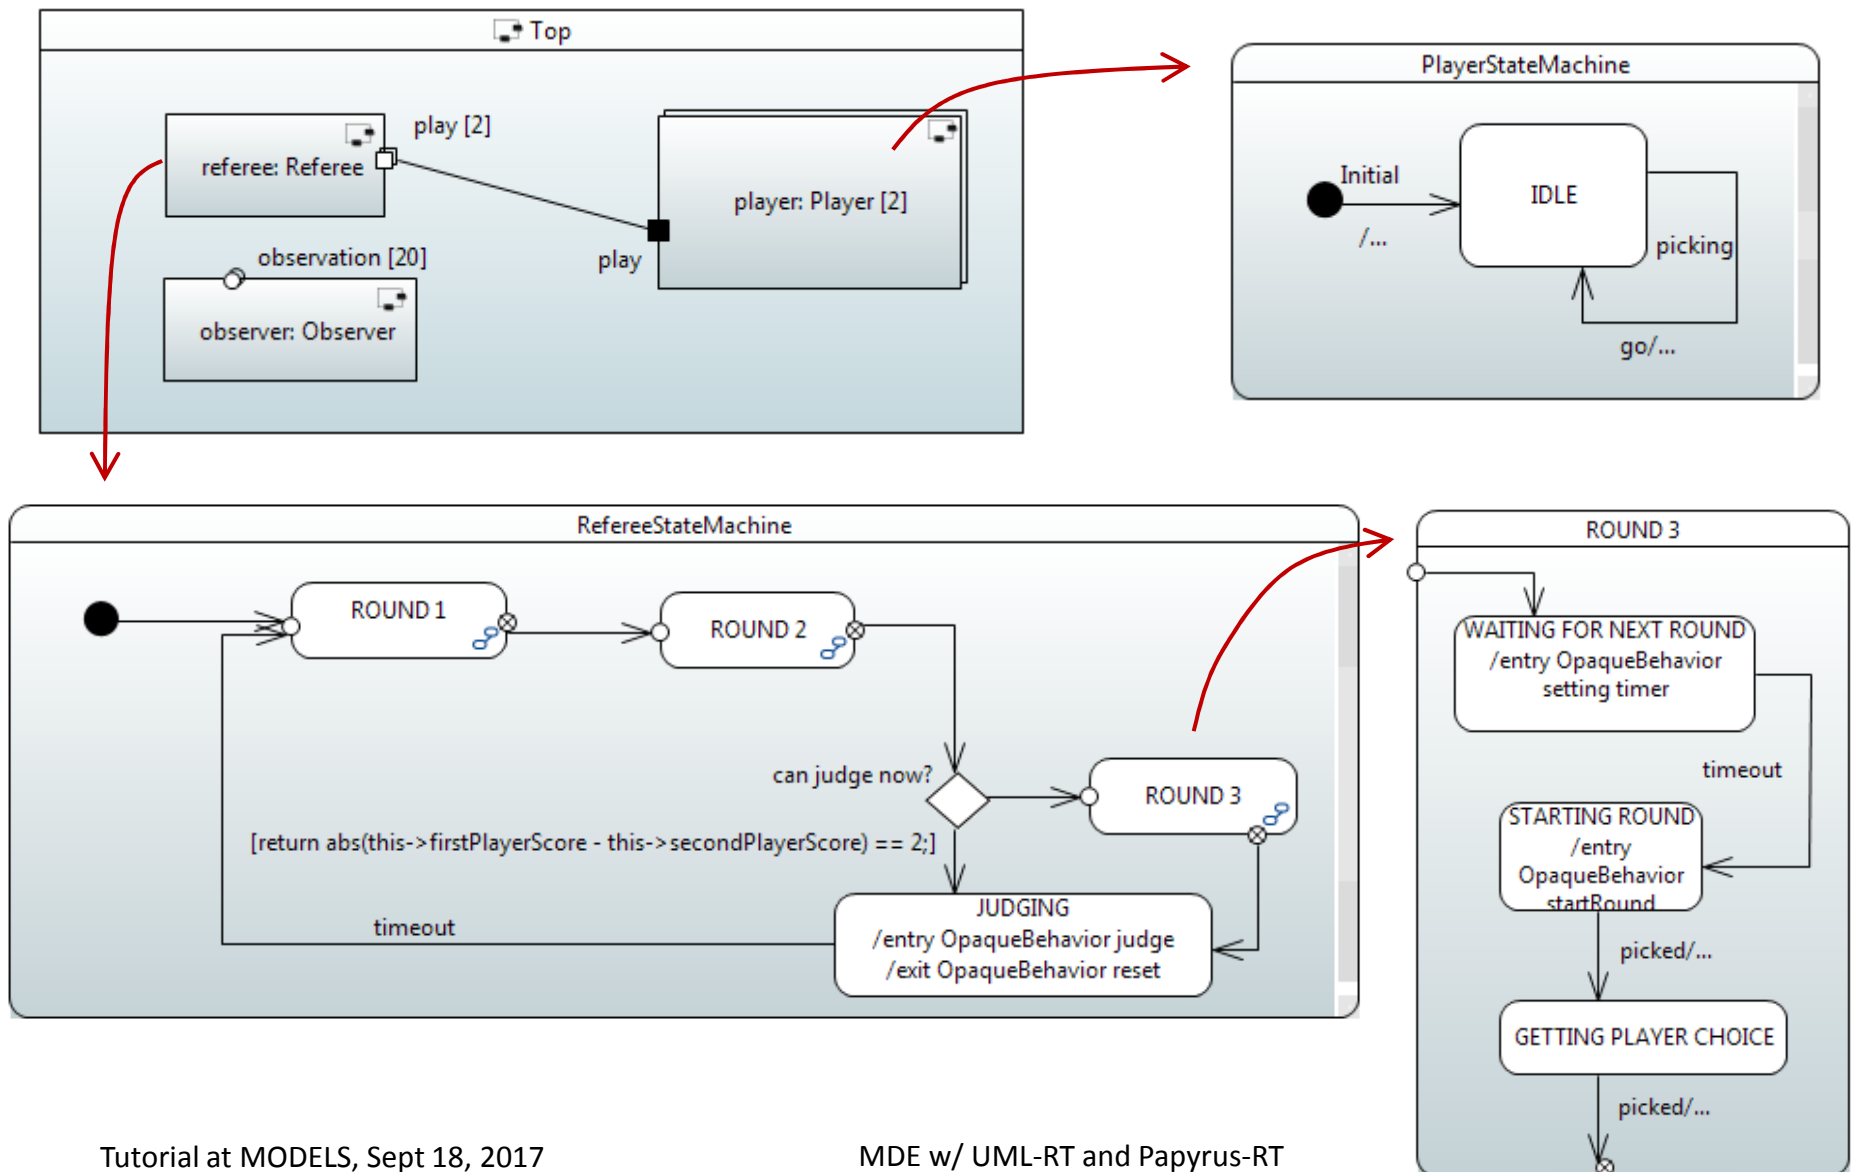 Top
play [2]
referee: Referee
player: Player [2]
play
observation [20]
observer: Observer
PlayerStateMachine
Initial
/...
IDLE
picking
go/...
RefereeStateMachine
ROUND 1
ROUND 2
can judge now?
ROUND 3
[return abs(this->firstPlayerScore - this->secondPlayerScore) == 2;]
timeout
JUDGING
/entry OpaqueBehavior judge
/exit OpaqueBehavior reset
ROUND 3
WAITING FOR NEXT ROUND
/entry OpaqueBehavior
setting timer
timeout
STARTING ROUND
/entry
OpaqueBehavior
startRound
picked/...
GETTING PLAYER CHOICE
picked/...
Tutorial at MODELS, Sept 18, 2017
MDE w/ UML-RT and Papyrus-RT